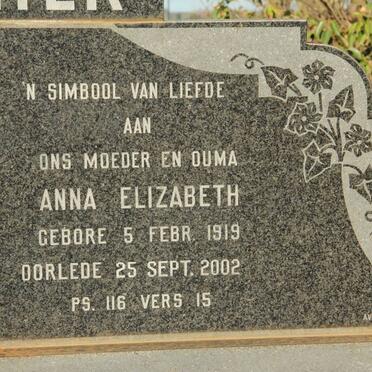 'N SIMBOOL VAN LIEFDE
AAN
ONS MOEDER EN OUMA
ANNA ELIZABETH
GEBORE 5 FEBR. 1919
OORLEDE 25 SEPT. 2002
PS. 116 VERS 15